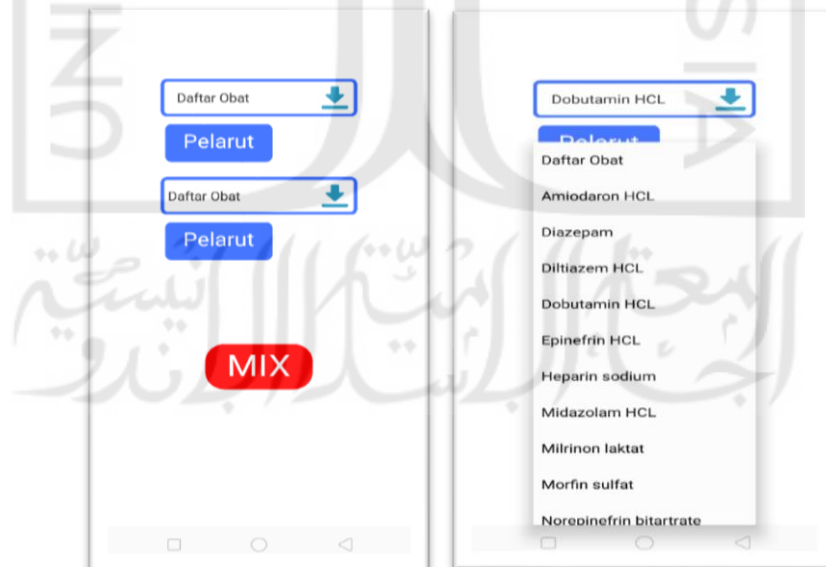 Daftar Obat
Pelarut
Daftar Obat
Pelarut
MIX
Dobutamin HCL
Pelarut
Daftar Obat
Amiodaron HCL
Diazepam
Diltiazem HCL
Dobutamin HCL
Epinefrin HCL
Heparin sodium
Midazolam HCL
Milrinon laktat
Morfin sulfat
Norepinefrin bitartrate